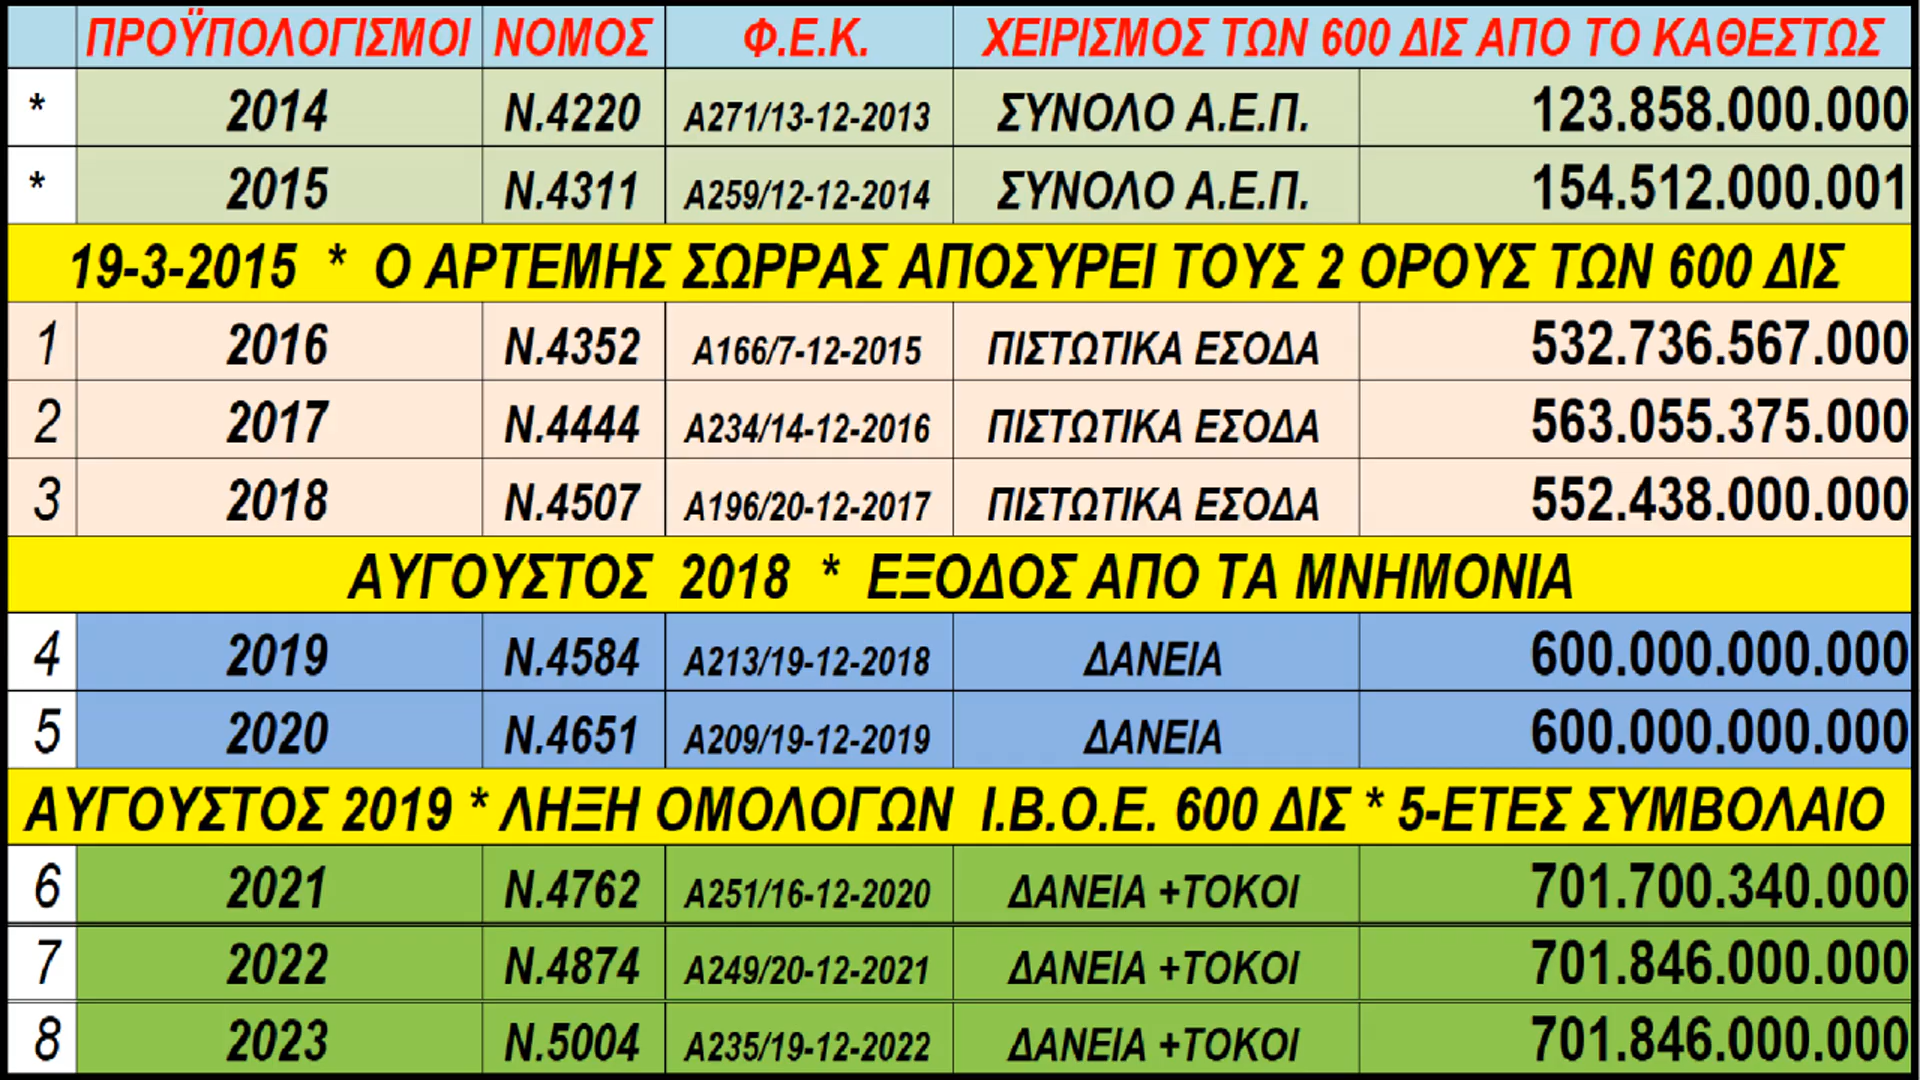 ΠΡΟΫΠΟΛΟΓΙΣΜΟΙ ΝΟΜΟΣ Φ.Ε.Κ. ΧΕΙΡΙΣΜΟΣ ΤΩΝ 600 ΔΙΣ ΑΠΟ ΤΟ ΚΑΘΕΣΤΩΣ
* 2014 Ν.4220 Α271/13-12-2013 ΣΥΝΟΛΟ Α.Ε.Π. 123.858.000.000
* 2015 Ν.4311 Α259/12-12-2014 ΣΥΝΟΛΟ Α.Ε.Π. 154.512.000.001
19-3-2015 * Ο ΑΡΤΕΜΗΣ ΣΩΡΡΑΣ ΑΠΟΣΥΡΕΙ ΤΟΥΣ 2 ΟΡΟΥΣ ΤΩΝ 600 ΔΙΣ
1 2016 Ν.4352 Α166/7-12-2015 ΠΙΣΤΩΤΙΚΑ ΕΣΟΔΑ 532.736.567.000
2 2017 Ν.4444 Α234/14-12-2016 ΠΙΣΤΩΤΙΚΑ ΕΣΟΔΑ 563.055.375.000
3 2018 Ν.4507 Α196/20-12-2017 ΠΙΣΤΩΤΙΚΑ ΕΣΟΔΑ 552.438.000.000
ΑΥΓΟΥΣΤΟΣ 2018 * ΕΞΟΔΟΣ ΑΠΟ ΤΑ ΜΝΗΜΟΝΙΑ
4 2019 Ν.4584 Α213/19-12-2018 ΔΑΝΕΙΑ 600.000.000.000
5 2020 Ν.4651 Α209/19-12-2019 ΔΑΝΕΙΑ 600.000.000.000
ΑΥΓΟΥΣΤΟΣ 2019 * ΛΗΞΗ ΟΜΟΛΟΓΩΝ I.B.O.E. 600 ΔΙΣ * 5-ΕΤΕΣ ΣΥΜΒΟΛΑΙΟ
6 2021 Ν.4762 Α251/16-12-2020 ΔΑΝΕΙΑ +ΤΟΚΟΙ 701.700.340.000
7 2022 Ν.4874 Α249/20-12-2021 ΔΑΝΕΙΑ +ΤΟΚΟΙ 701.846.000.000
8 2023 Ν.5004 Α235/19-12-2022 ΔΑΝΕΙΑ +ΤΟΚΟΙ 701.846.000.000